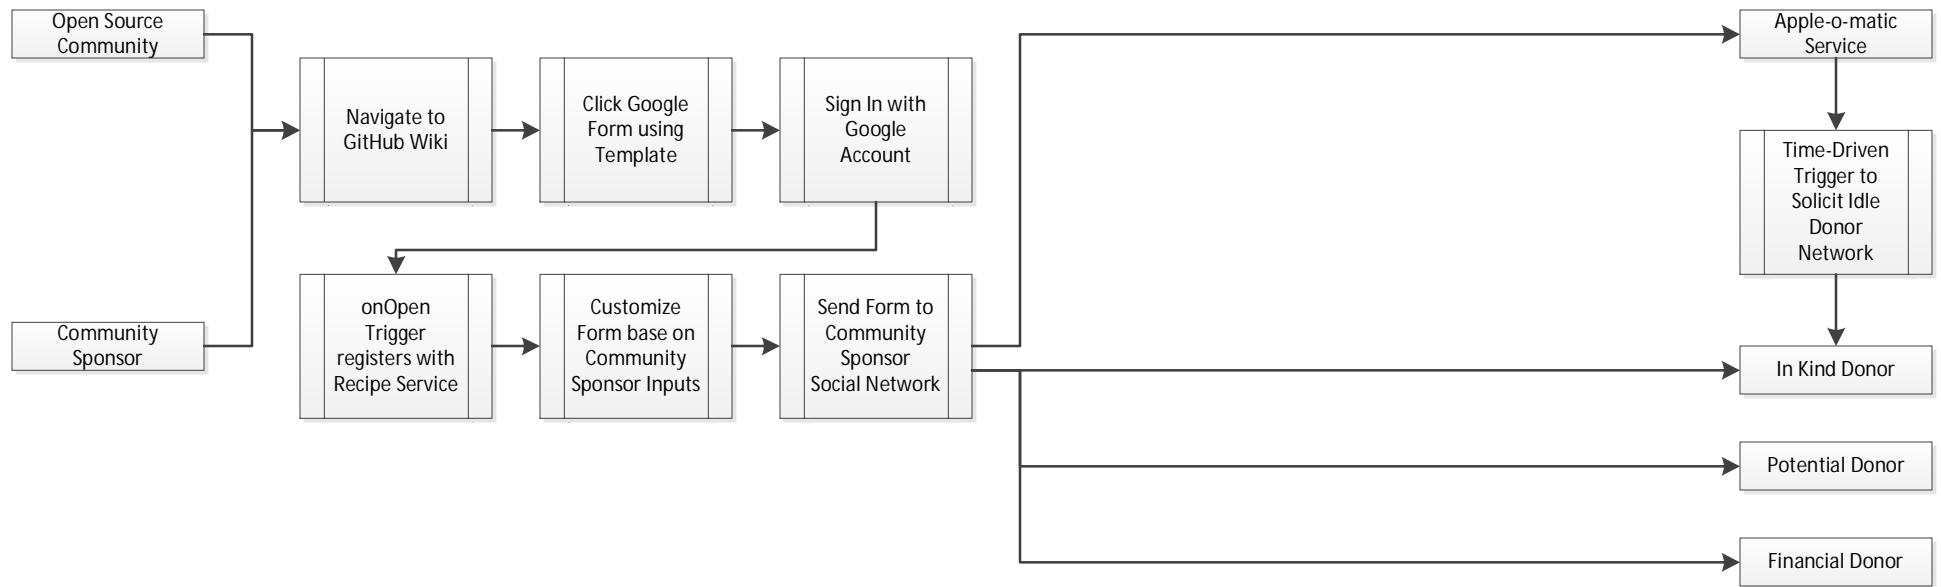 Open Source
Community
Apple-o-matic
Service
Navigate to
GitHub Wiki
Click Google
Form using
Template
Sign In with
Google
Account
Time-Driven
Trigger to
Solicit Idle
Donor
Network
Community
Sponsor
onOpen
Trigger
registers with
Recipe Service
Customize
Form base on
Community
Sponsor Inputs
Send Form to
Community
Sponsor
Social Network
In Kind Donor
Potential Donor
Financial Donor